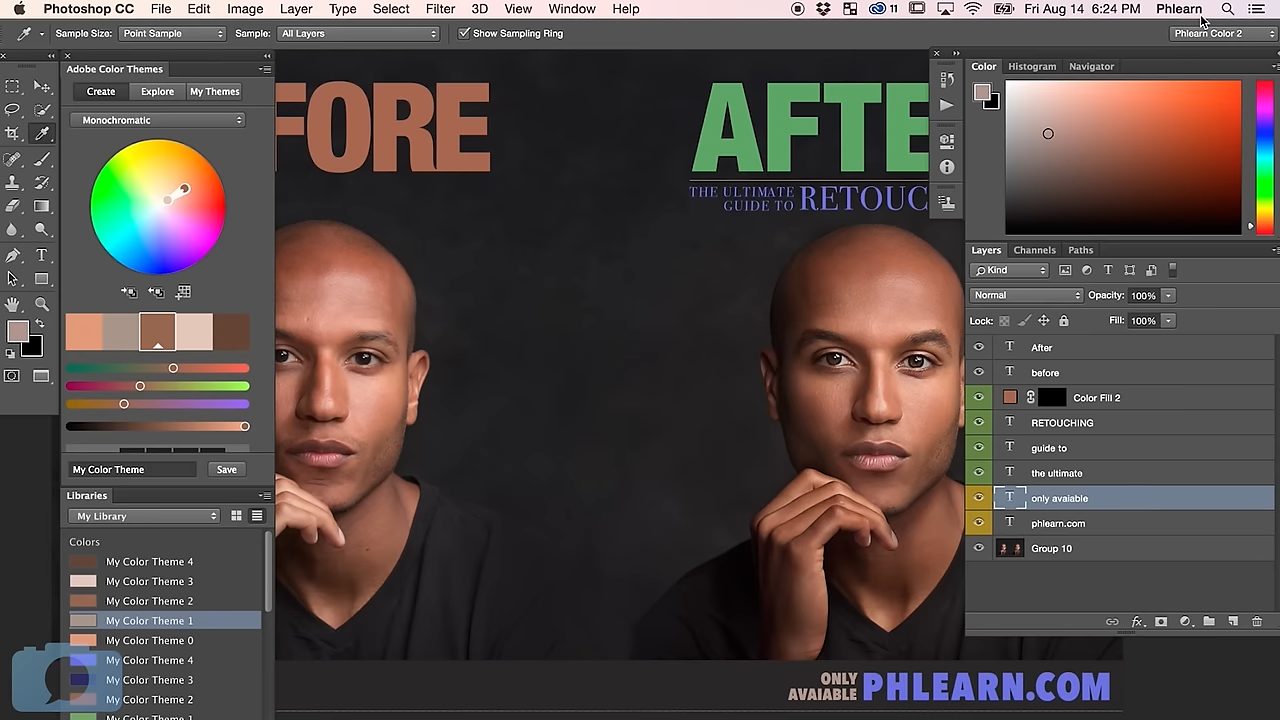 Photoshop CC File Edit Image Layer Type Select Filter 3D View Window Help 11 Fri Aug 14 6:24 PM Phlearn
Sample Size: Point Sample Sample: All Layers Show Sampling Ring Phlearn Color 2
Adobe Color Themes
Create Explore My Themes
Monochromatic
My Color Theme Save
Libraries
My Library
Colors
My Color Theme 4
My Color Theme 3
My Color Theme 2
My Color Theme 1
My Color Theme 0
My Color Theme 4
My Color Theme 3
My Color Theme 2
My Color Theme 1
FORE
AFTE
THE ULTIMATE
GUIDE TO RETOUC
ONLY
AVAIABLE PHLEARN.COM
Color Histogram Navigator
Layers Channels Paths
Kind
Normal Opacity: 100%
Lock: Fill: 100%
After
before
Color Fill 2
RETOUCHING
guide to
the ultimate
only avaiable
phlearn.com
Group 10